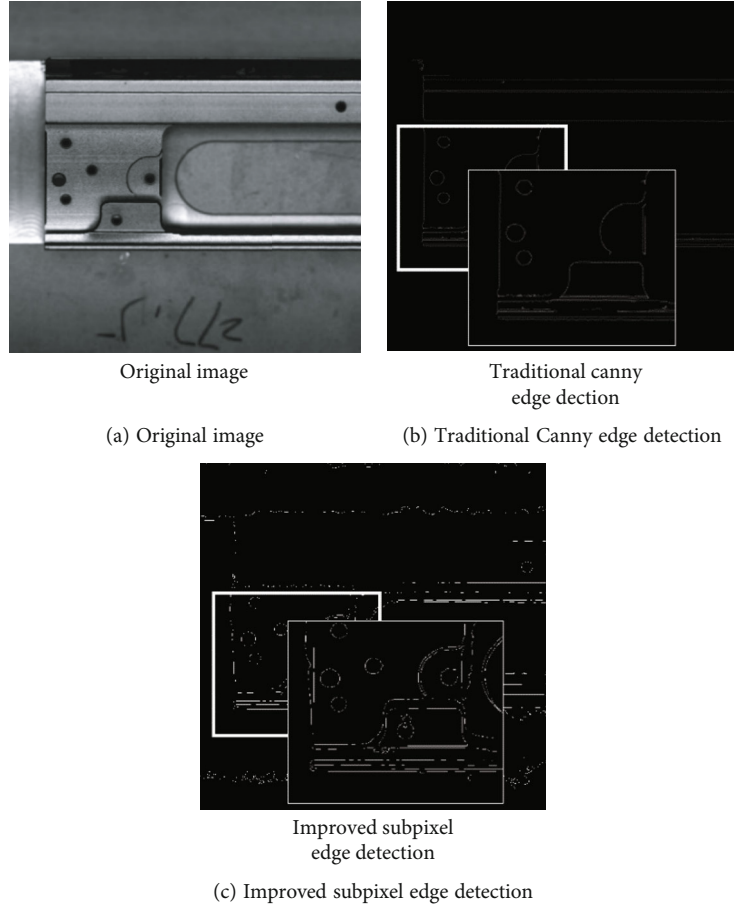 Original image
Traditional canny
edge dection
(a) Original image
(b) Traditional Canny edge detection
Improved subpixel
edge detection
(c) Improved subpixel edge detection